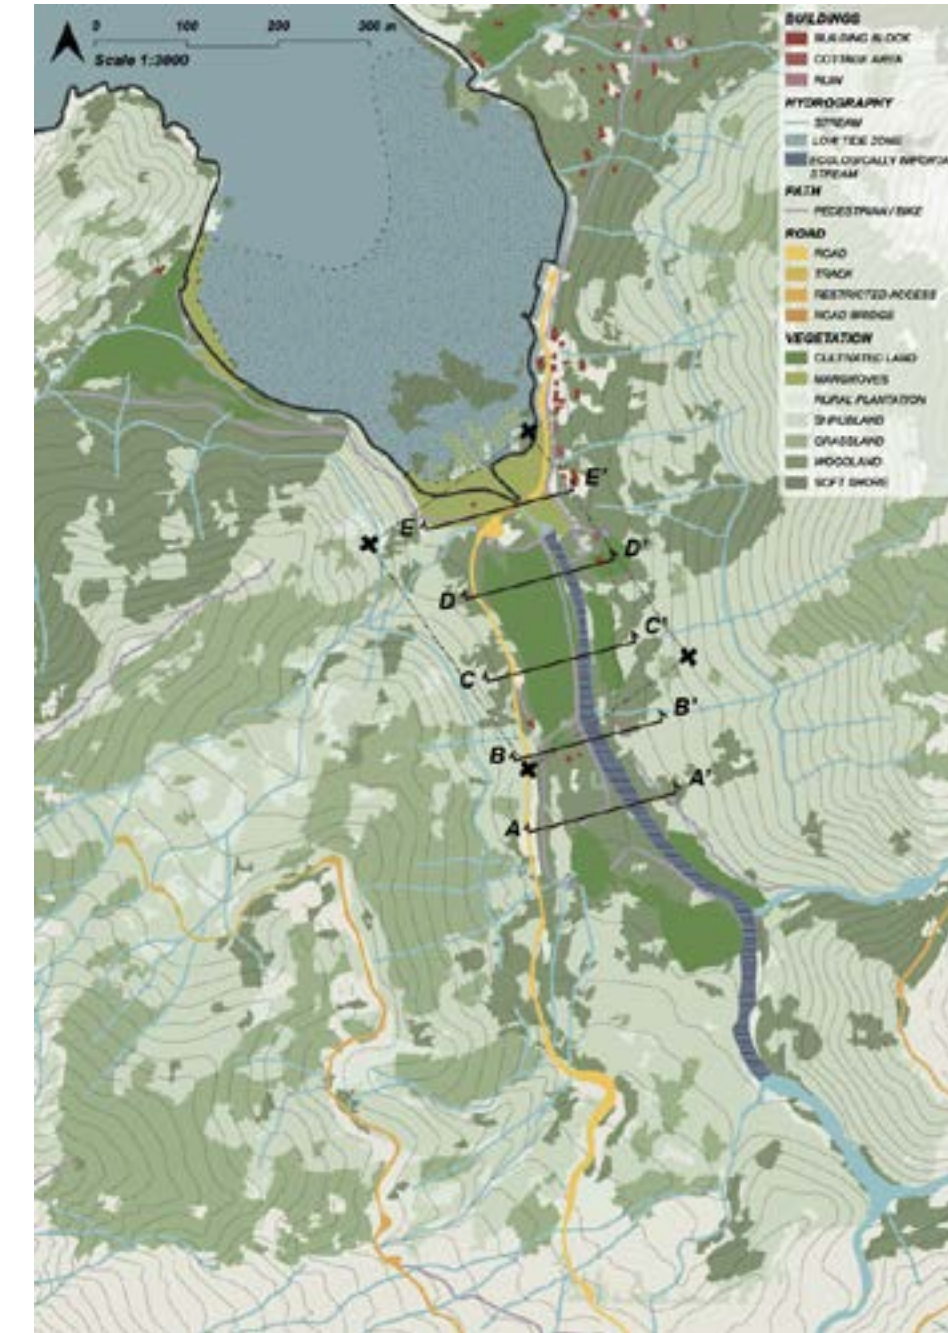 0 100 200 300 m
Scale 1:3000
BUILDINGS
BUILDING BLOCK
COTTAGE AREA
RUIN
HYDROGRAPHY
STREAM
LOW TIDE ZONE
ECOLOGICALLY IMPORTA
STREAM
PATH
PEDESTRIAN / BIKE
ROAD
ROAD
TRACK
RESTRICTED ACCESS
ROAD BRIDGE
VEGETATION
CULTIVATED LAND
MANGROVES
RURAL PLANTATION
SHRUBLAND
GRASSLAND
WOODLAND
SOFT SHORE
E E'
D D'
C C'
B B'
A A'